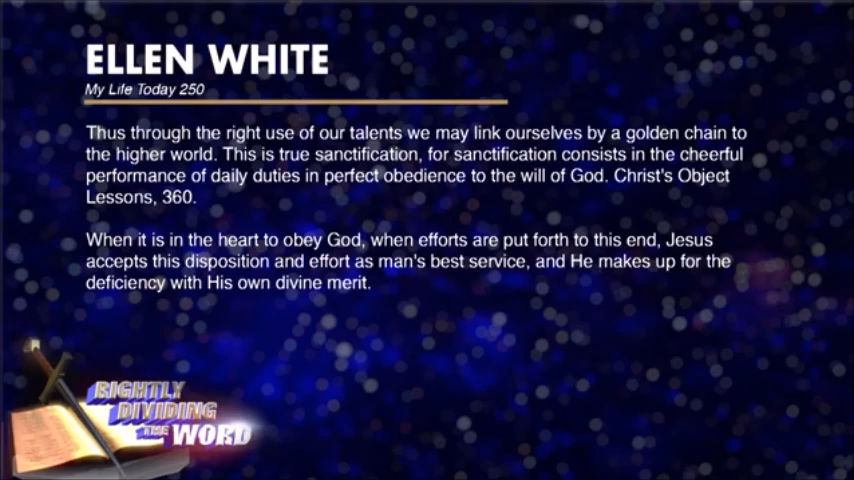 ELLEN WHITE
My Life Today 250
Thus through the right use of our talents we may link ourselves by a golden chain to
the higher world. This is true sanctification, for sanctification consists in the cheerful
performance of daily duties in perfect obedience to the will of God. Christ's Object
Lessons, 360.
When it is in the heart to obey God, when efforts are put forth to this end, Jesus
accepts this disposition and effort as man's best service, and He makes up for the
deficiency with His own divine merit.
RIGHTLY
DIVIDING
THE WORD